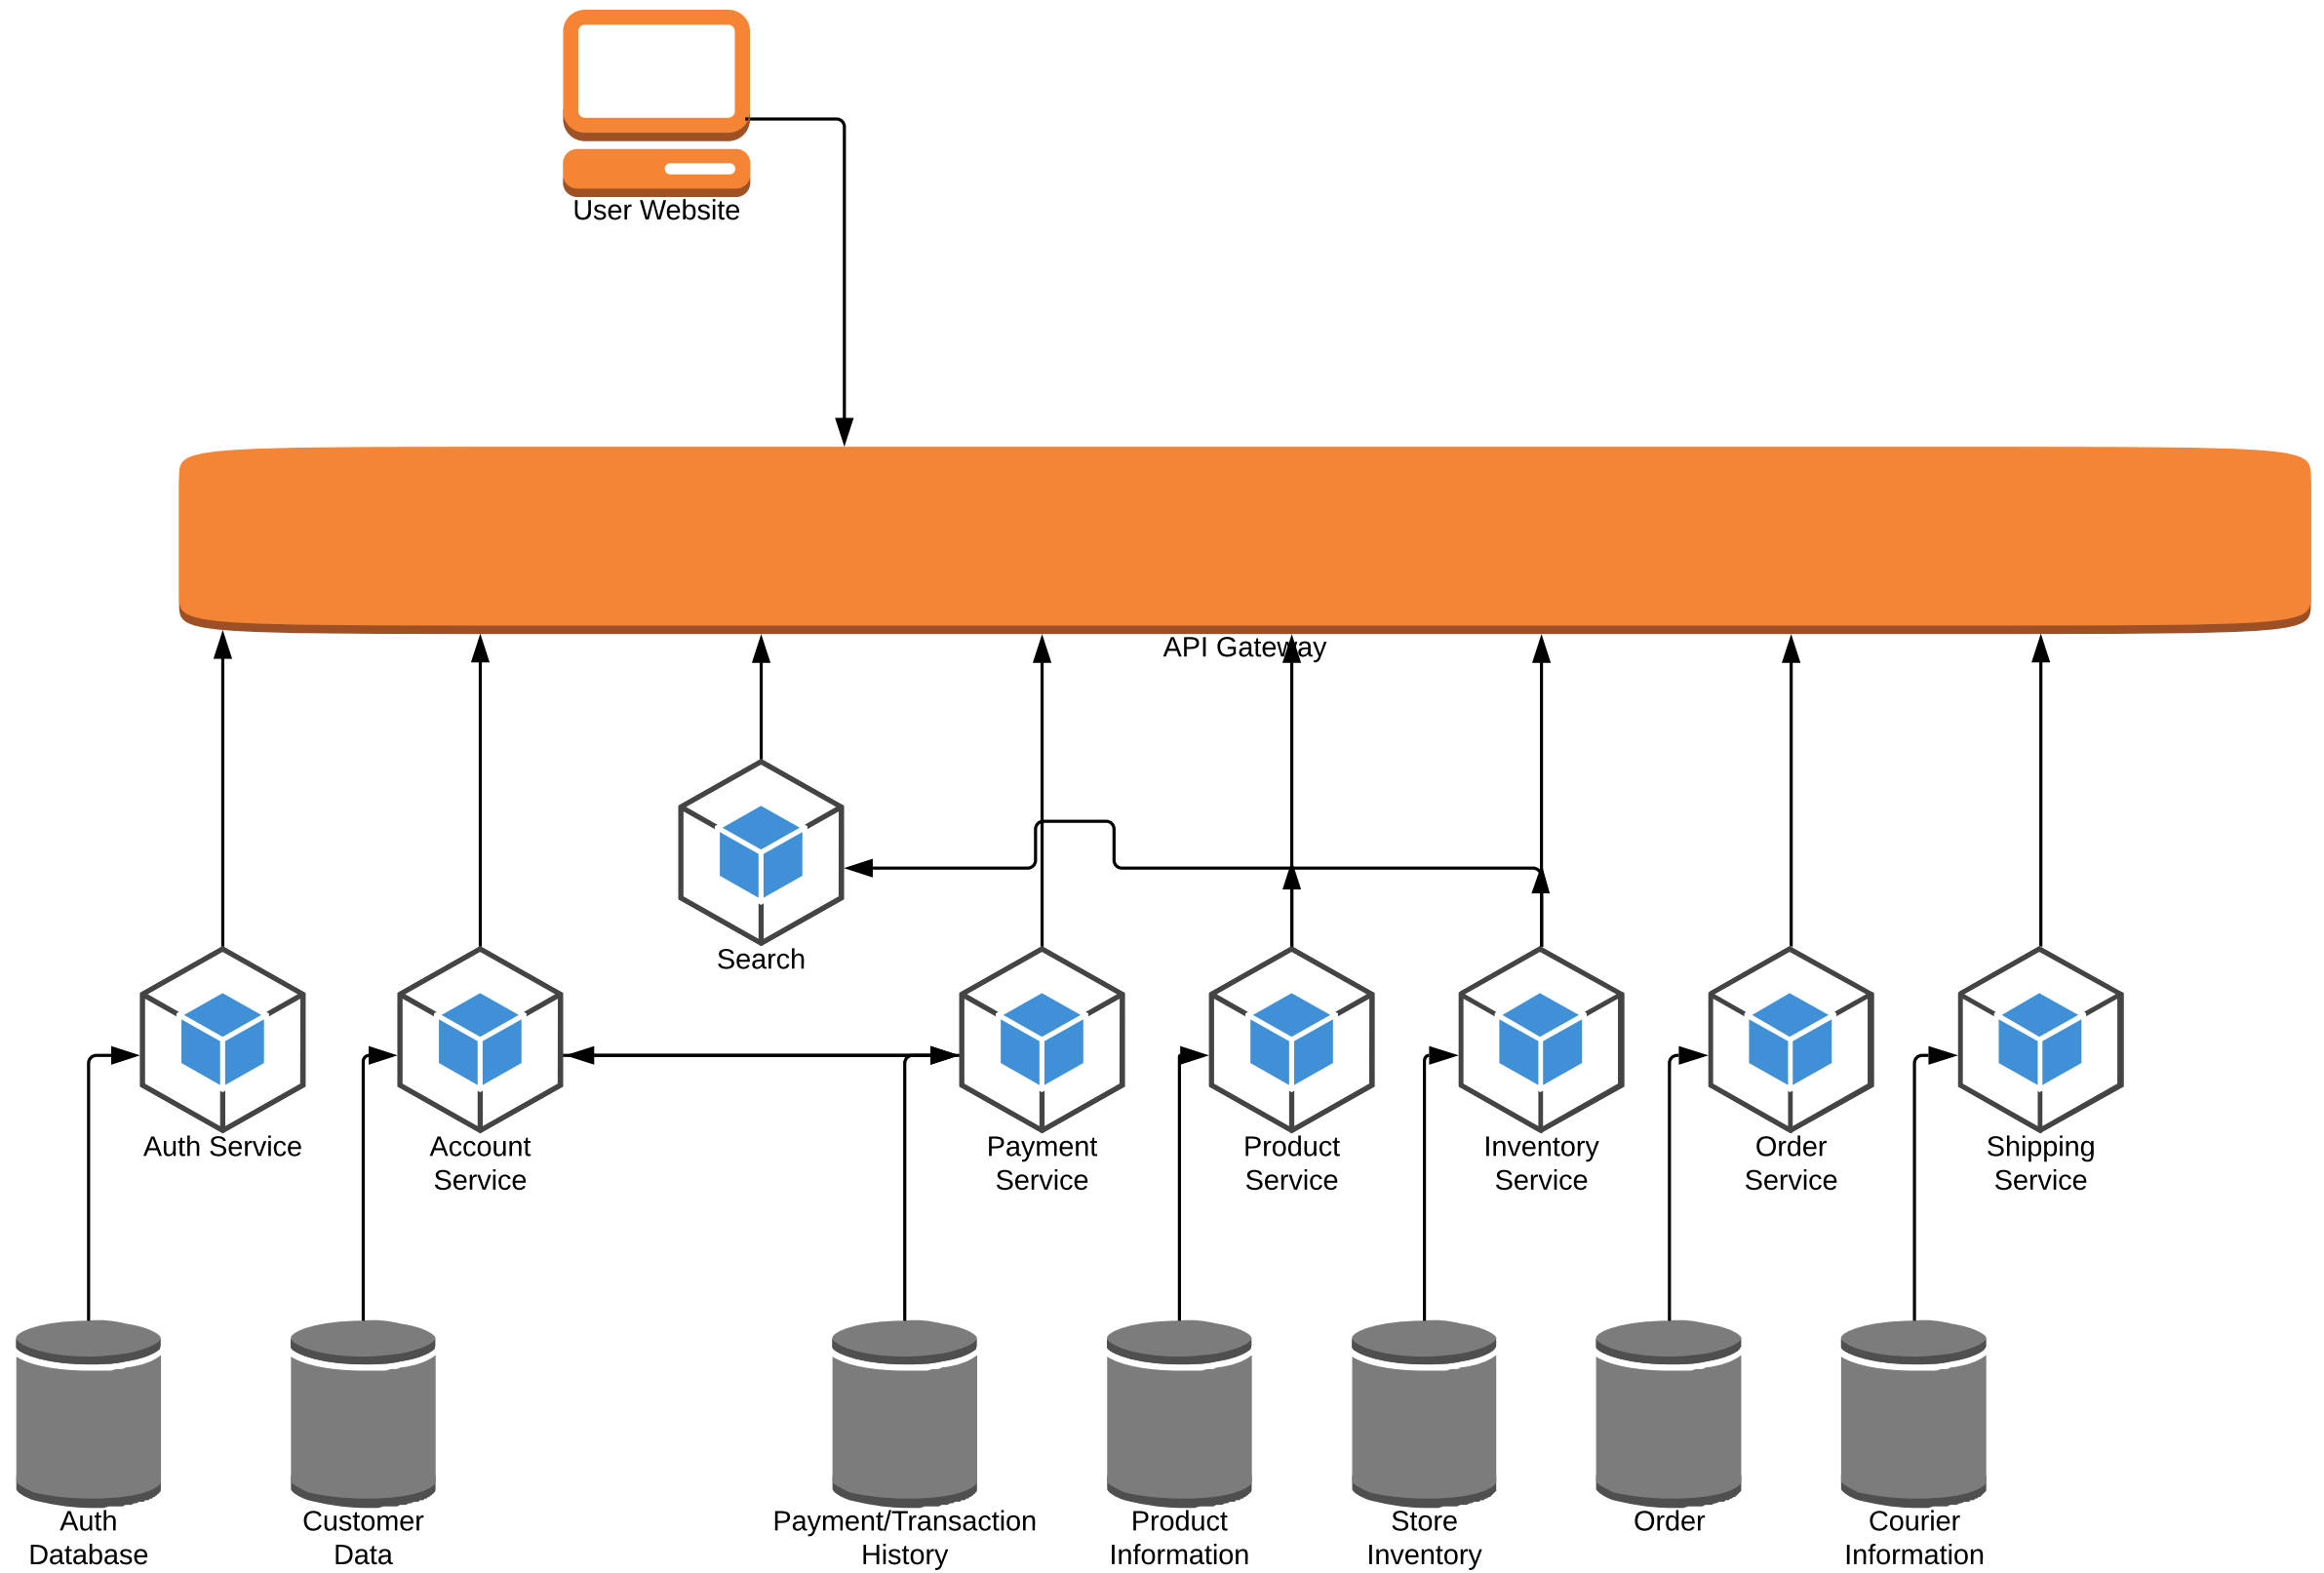 User Website
API Gateway
Search
Auth Service
Account
Service
Payment
Service
Product
Service
Inventory
Service
Order
Service
Shipping
Service
Auth
Database
Customer
Data
Payment/Transaction
History
Product
Information
Store
Inventory
Order
Courier
Information